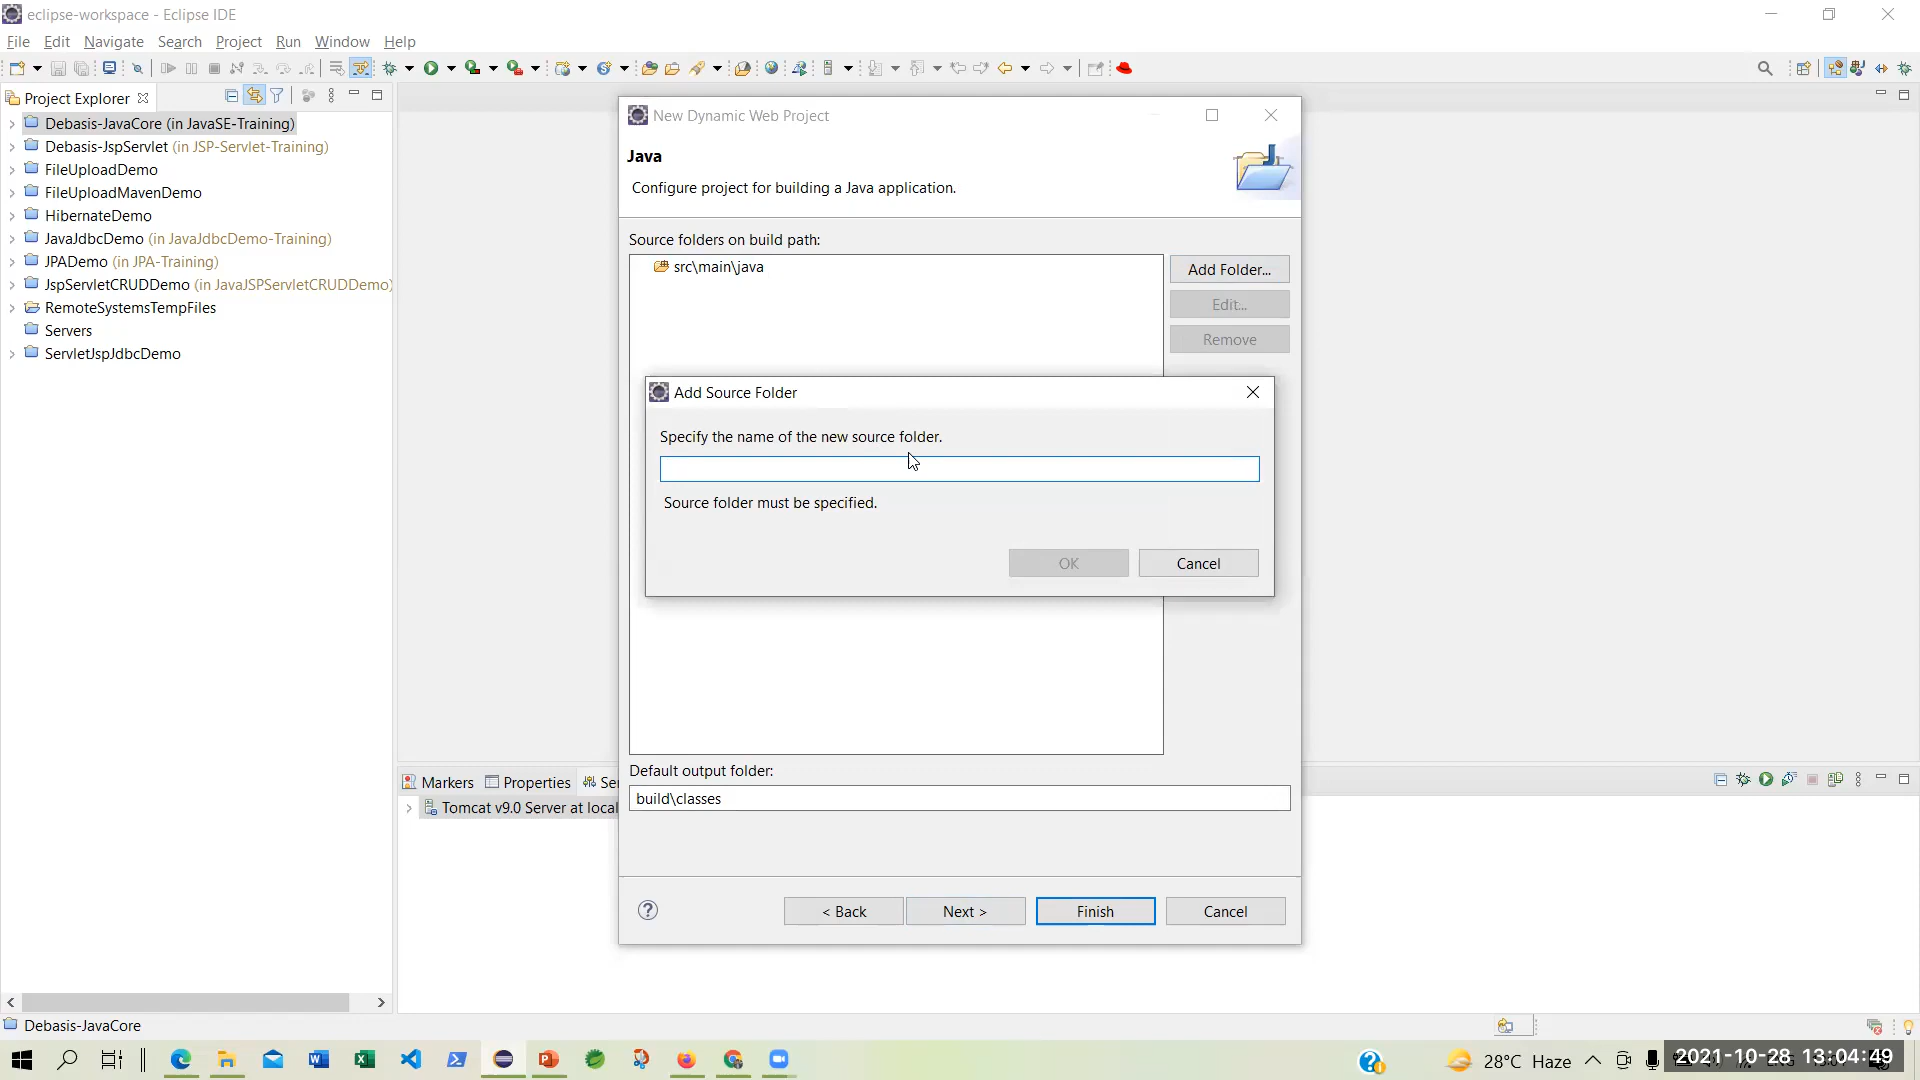 eclipse-workspace - Eclipse IDE
File Edit Navigate Search Project Run Window Help
Project Explorer
Debasis-JavaCore (in JavaSE-Training)
Debasis-JspServlet (in JSP-Servlet-Training)
FileUploadDemo
FileUploadMavenDemo
HibernateDemo
JavaJdbcDemo (in JavaJdbcDemo-Training)
JPADemo (in JPA-Training)
JspServletCRUDDemo (in JavaJSPServletCRUDDemo)
RemoteSystemsTempFiles
Servers
ServletJspJdbcDemo
New Dynamic Web Project
Java
Configure project for building a Java application.
Source folders on build path:
src\main\java
Add Folder...
Edit...
Remove
Add Source Folder
Specify the name of the new source folder.
Source folder must be specified.
OK Cancel
Default output folder:
build\classes
< Back Next > Finish Cancel
Markers Properties Ser
Tomcat v9.0 Server at local
Debasis-JavaCore
28°C Haze
2021-10-28 13:04:49